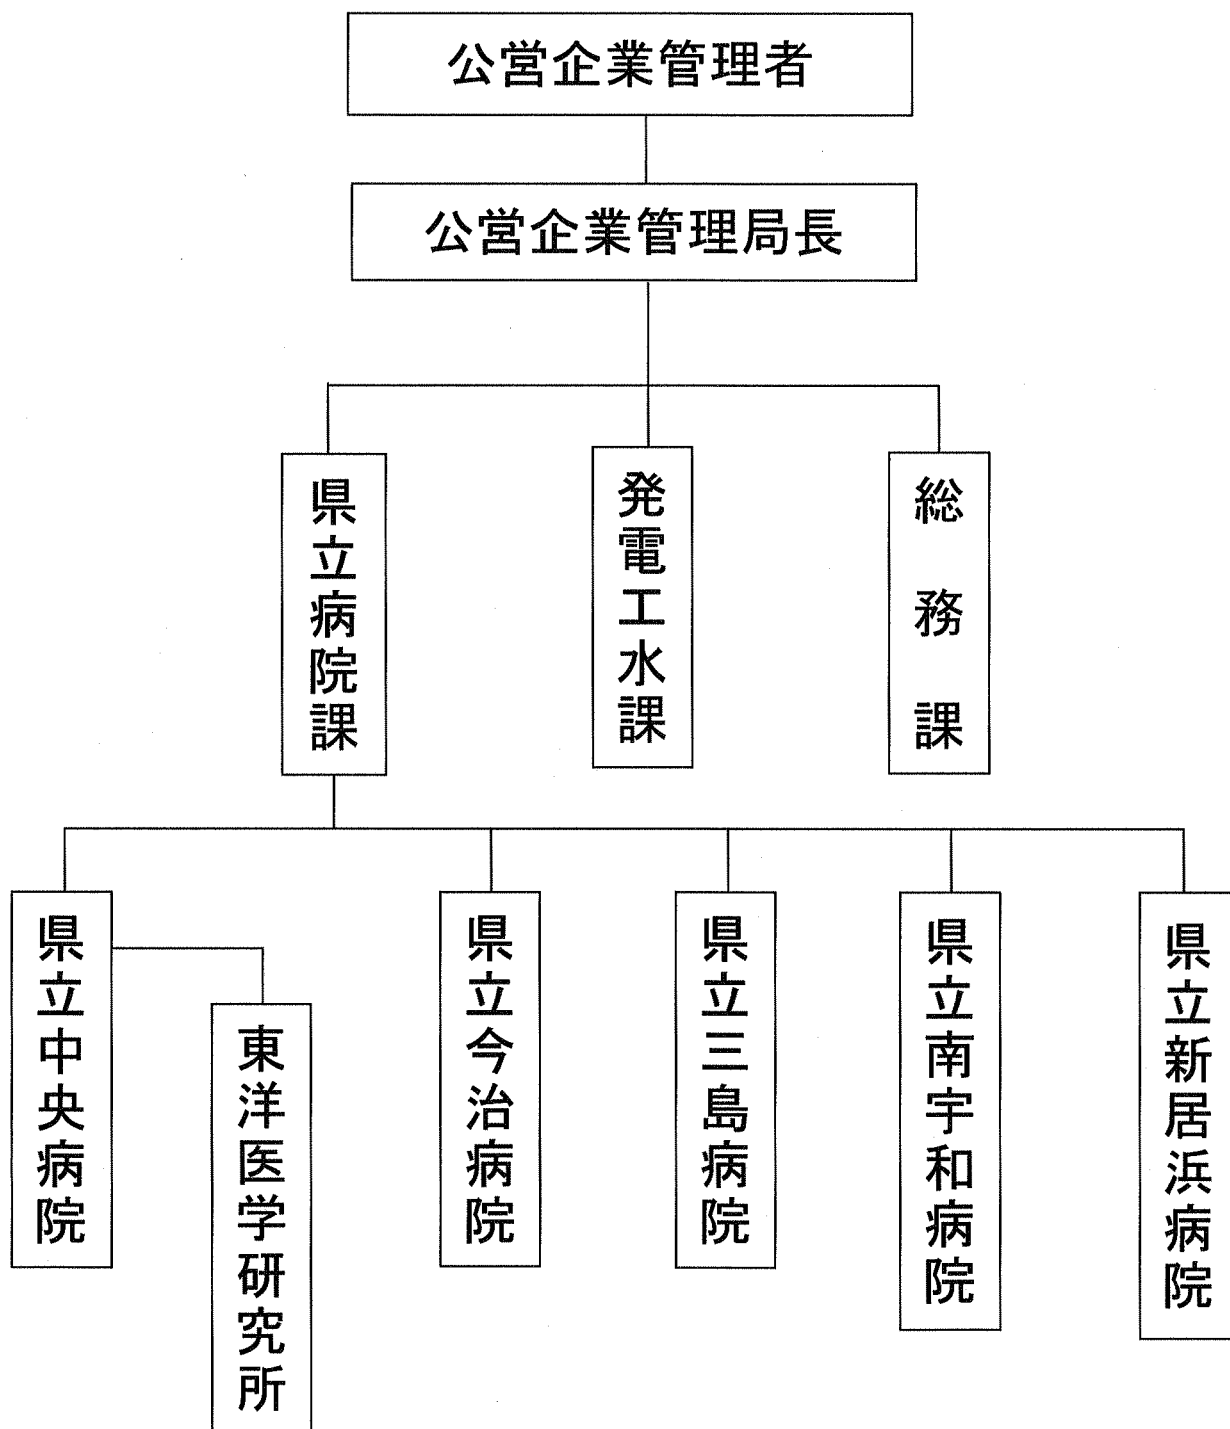 公営企業管理者
公営企業管理局長
県立病院課
発電工水課
総務課
県立中央病院
東洋医学研究所
県立今治病院
県立三島病院
県立南宇和病院
県立新居浜病院